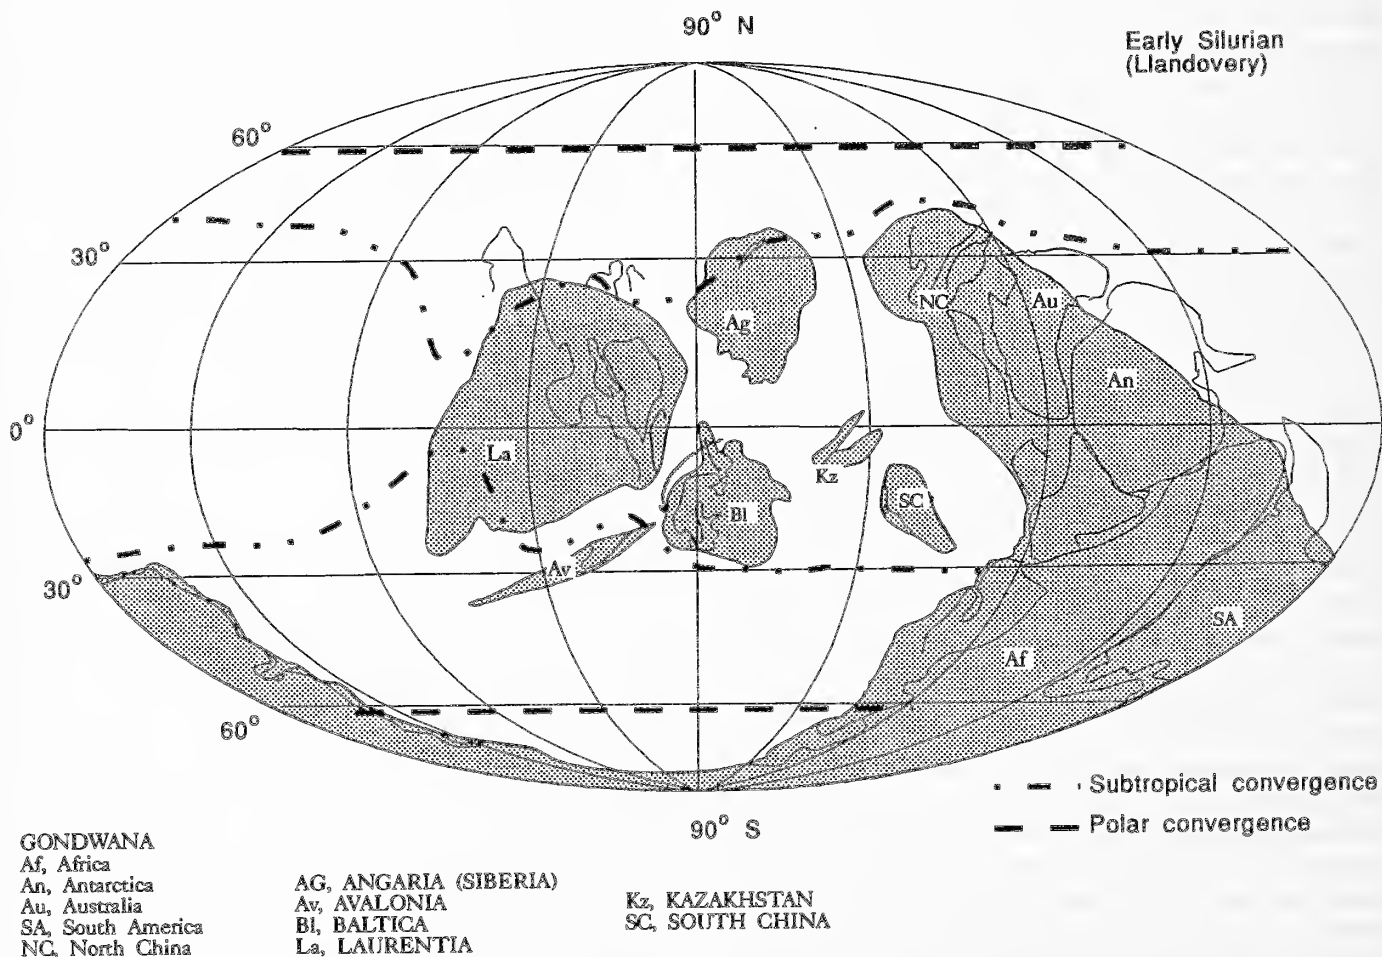 90° N
Early Silurian
(Llandovery)
60°
30°
NC
Au
Ag
An
0°
La
Kz
SC
Bl
Av
30°
SA
Af
60°
Subtropical convergence
Polar convergence
90° S
GONDWANA
Af, Africa
An, Antarctica
Au, Australia
SA, South America
NC, North China
AG, ANGARIA (SIBERIA)
Av, AVALONIA
Bl, BALTICA
La, LAURENTIA
Kz, KAZAKHSTAN
SC, SOUTH CHINA